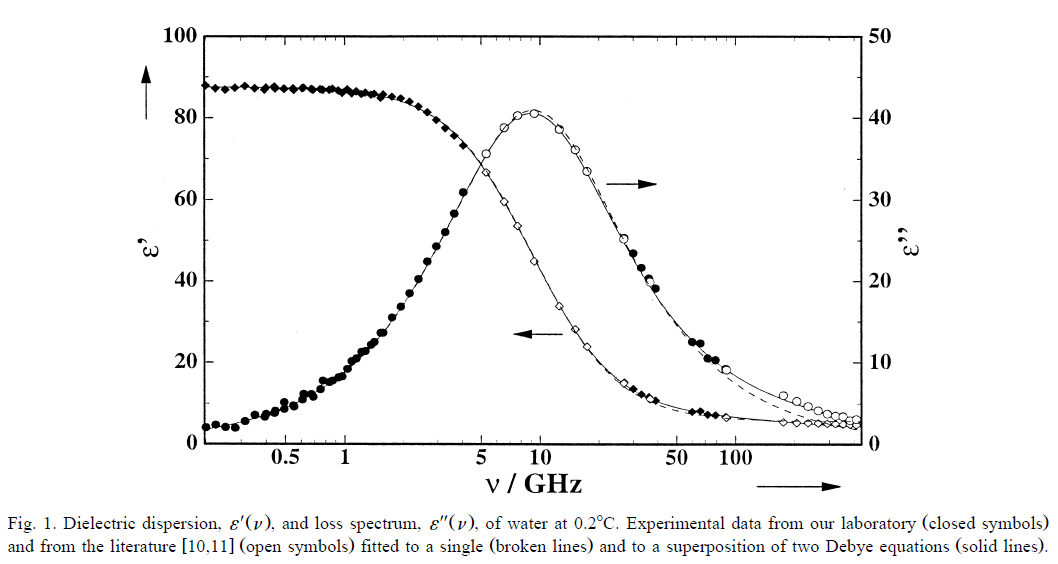 100
80
60
40
20
0
ε’
50
40
30
20
10
0
ε’’
0.5 1 5 10 50 100
ν / GHz
Fig. 1. Dielectric dispersion, ε′(ν), and loss spectrum, ε″(ν), of water at 0.2°C. Experimental data from our laboratory (closed symbols)
and from the literature [10,11] (open symbols) fitted to a single (broken lines) and to a superposition of two Debye equations (solid lines).